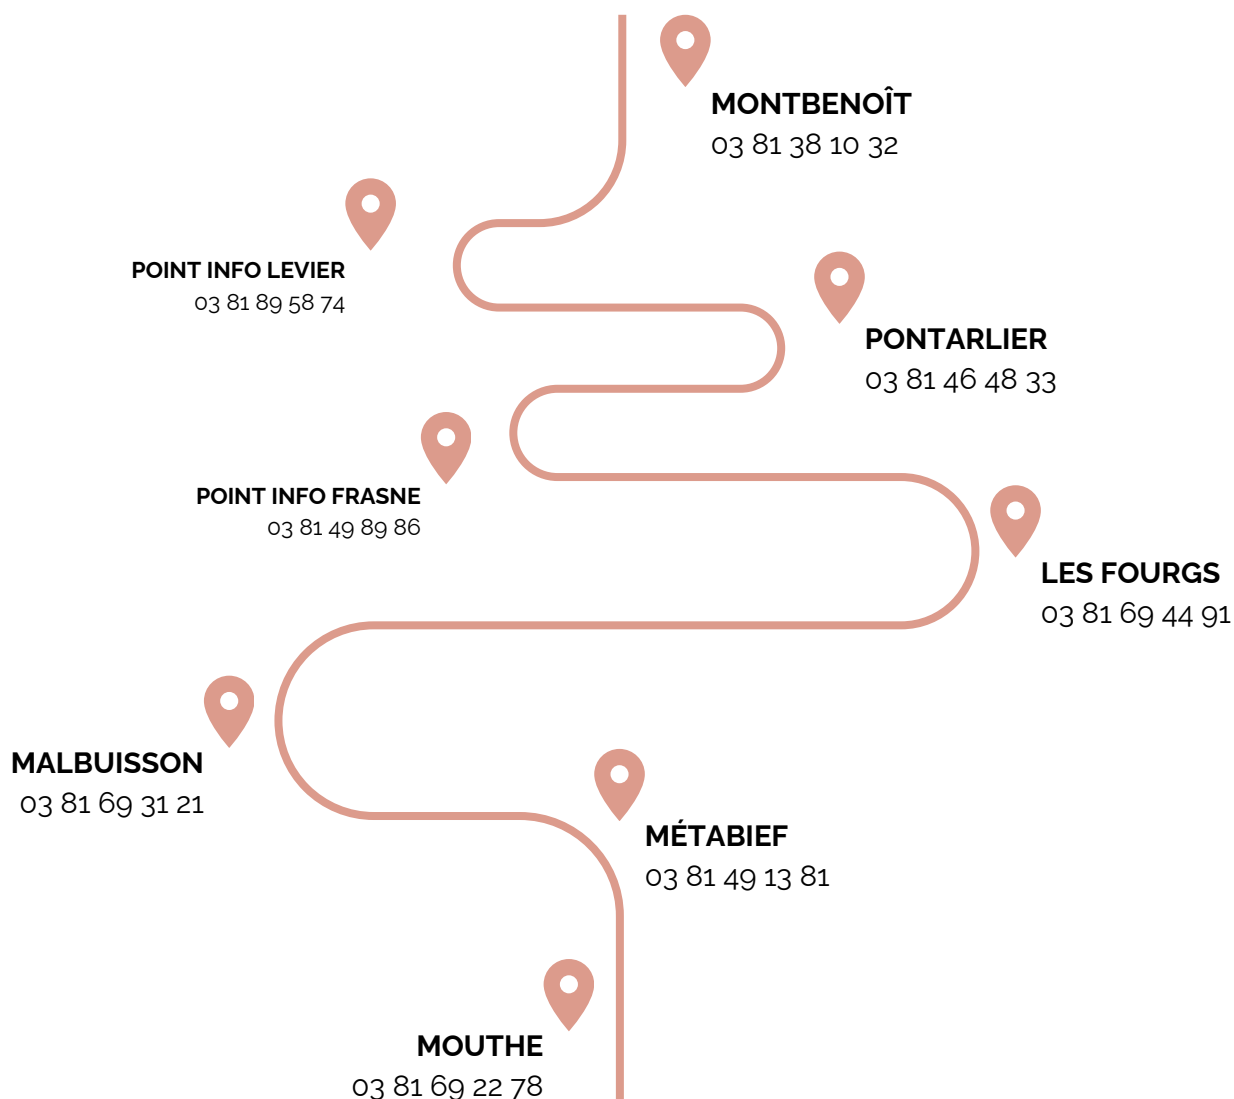 MONTBENOÎT
03 81 38 10 32
POINT INFO LEVIER
03 81 89 58 74
PONTARLIER
03 81 46 48 33
POINT INFO FRASNE
03 81 49 89 86
LES FOURGS
03 81 69 44 91
MALBUISSON
03 81 69 31 21
MÉTABIEF
03 81 49 13 81
MOUTHE
03 81 69 22 78